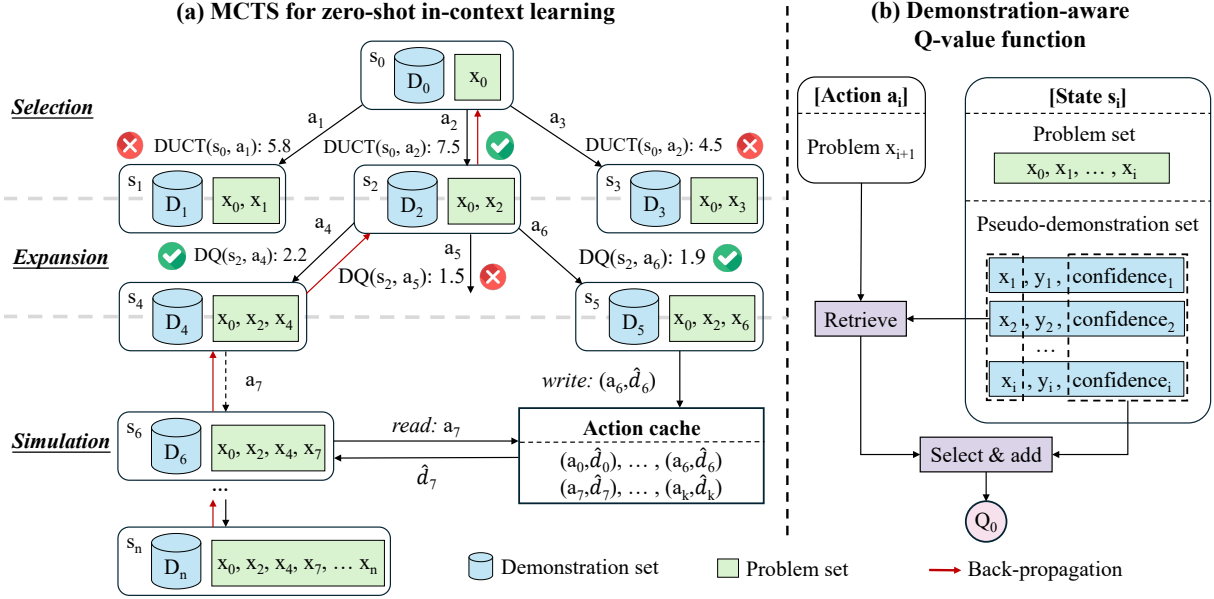 (a) MCTS for zero-shot in-context learning
s₀
D₀
x₀
Selection
a₁
a₂
a₃
DUCT(s₀, a₁): 5.8
DUCT(s₀, a₂): 7.5
DUCT(s₀, a₂): 4.5
s₁
D₁
x₀, x₁
s₂
D₂
x₀, x₂
s₃
D₃
x₀, x₃
a₄
a₅
a₆
Expansion
DQ(s₂, a₄): 2.2
DQ(s₂, a₅): 1.5
DQ(s₂, a₆): 1.9
s₄
D₄
x₀, x₂, x₄
s₅
D₅
x₀, x₂, x₆
a₇
write: (a₆,d̂₆)
Simulation
s₆
D₆
x₀, x₂, x₄, x₇
read: a₇
d̂₇
Action cache
(a₀,d̂₀), … , (a₆,d̂₆)
(a₇,d̂₇), … , (aₖ,d̂ₖ)
...
sₙ
Dₙ
x₀, x₂, x₄, x₇, … xₙ
Demonstration set
Problem set
Back-propagation
(b) Demonstration-aware
Q-value function
[Action aᵢ]
Problem xᵢ₊₁
[State sᵢ]
Problem set
x₀, x₁, … , xᵢ
Pseudo-demonstration set
x₁ , y₁ , confidence₁
x₂ , y₂ , confidence₂
…
xᵢ , yᵢ , confidenceᵢ
Retrieve
Select & add
Q₀